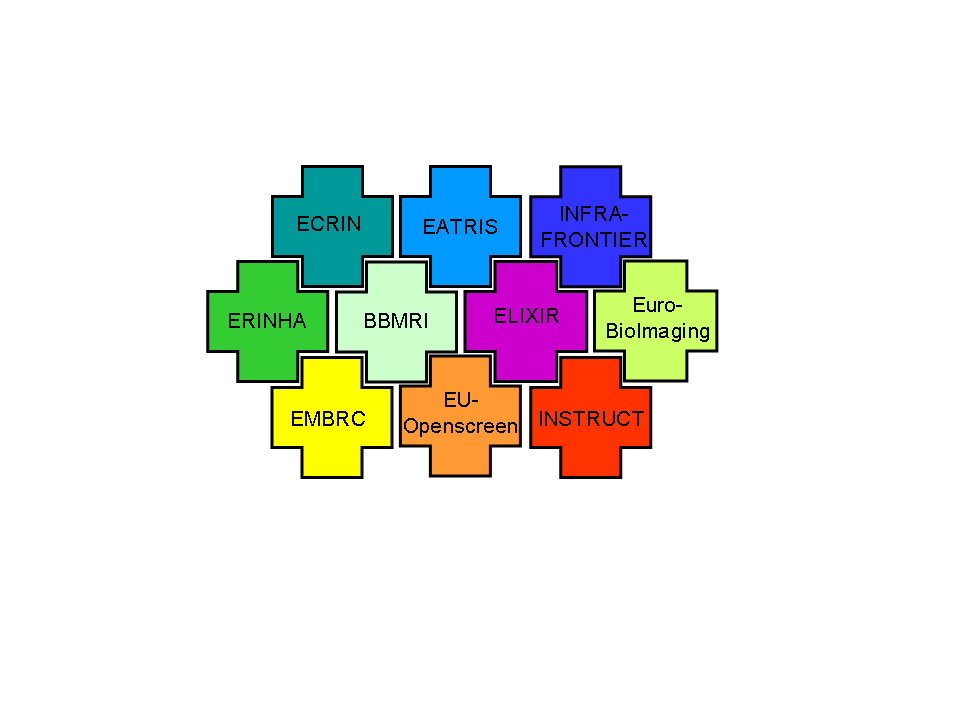 ECRIN
EATRIS
INFRA-
FRONTIER
ERINHA
BBMRI
ELIXIR
Euro-
BioImaging
EMBRC
EU-
Openscreen
INSTRUCT